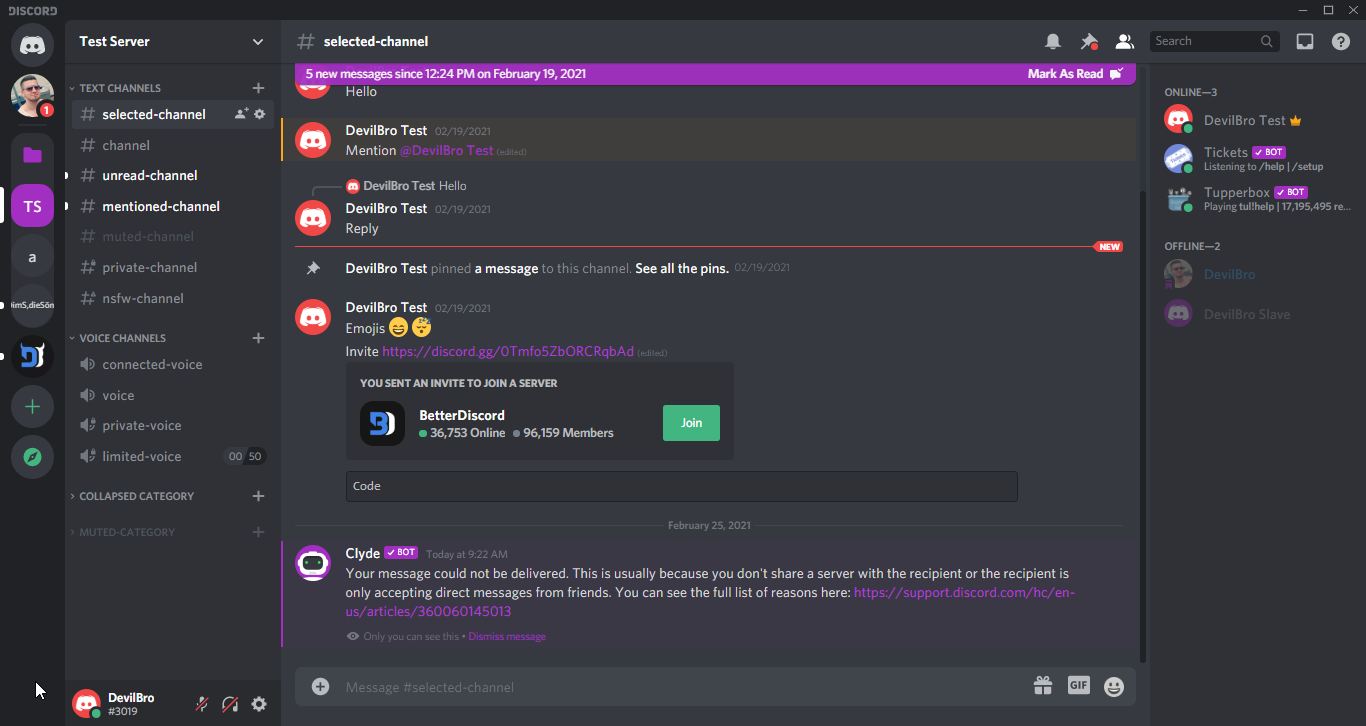 DISCORD
1
TS
a
Test Server
TEXT CHANNELS
selected-channel
channel
unread-channel
mentioned-channel
muted-channel
private-channel
nsfw-channel
VOICE CHANNELS
connected-voice
voice
private-voice
limited-voice 00 50
COLLAPSED CATEGORY
MUTED-CATEGORY
DevilBro
#3019
# selected-channel
Search
5 new messages since 12:24 PM on February 19, 2021 Mark As Read
Hello
DevilBro Test 02/19/2021
Mention @DevilBro Test (edited)
DevilBro Test Hello
DevilBro Test 02/19/2021
Reply
NEW
DevilBro Test pinned a message to this channel. See all the pins. 02/19/2021
DevilBro Test 02/19/2021
Emojis 😄 😴
Invite https://discord.gg/0Tmfo5ZbORCRqbAd (edited)
YOU SENT AN INVITE TO JOIN A SERVER
BetterDiscord
36,753 Online 96,159 Members
Join
Code
February 25, 2021
Clyde ✓ BOT Today at 9:22 AM
Your message could not be delivered. This is usually because you don't share a server with the recipient or the recipient is
only accepting direct messages from friends. You can see the full list of reasons here: https://support.discord.com/hc/en-
us/articles/360060145013
Only you can see this • Dismiss message
Message #selected-channel
GIF
ONLINE—3
DevilBro Test
Tickets ✓ BOT
Listening to /help | /setup
Tupperbox ✓ BOT
Playing tul!help | 17,195,495 re...
OFFLINE—2
DevilBro
DevilBro Slave